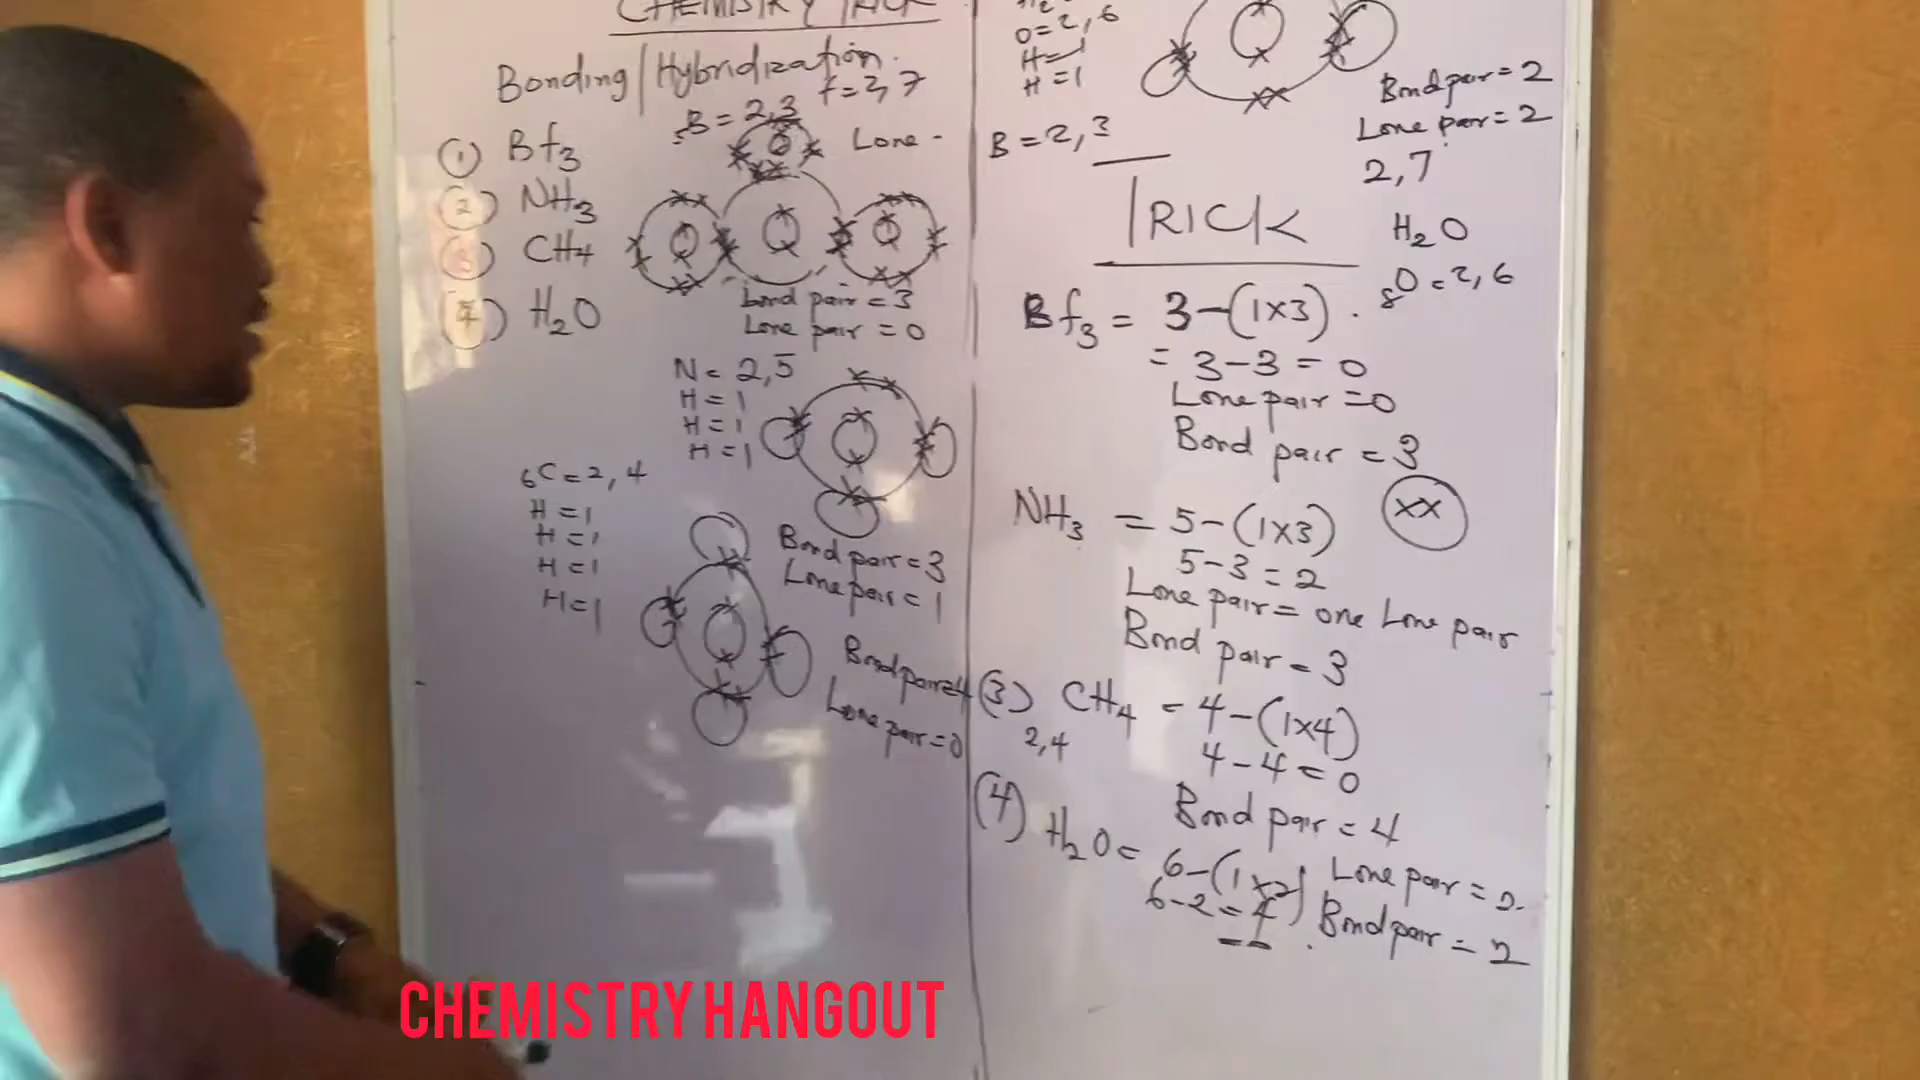 CHEMISTRY TRICK
Bonding/Hybridization.
f=2,7
5B=2,3
① Bf3
② NH3
③ CH4
④ H2O
Lone -
Bond pair = 3
Lone pair = 0
N= 2,5
H = 1
H = 1
H = 1
6C=2,4
H = 1
H = 1
H = 1
H = 1
Bond pair = 3
Lone pair = 1
Bond pair=4
Lone pair=0
O=2,6
H=1
H=1
Bond pair = 2
Lone pair = 2
B = 2,3
2,7
TRICK
H2O
8O=2,6
Bf3 = 3-(1x3).
= 3-3 = 0
Lone pair =0
Bond pair = 3
xx
NH3 = 5-(1x3)
5-3 = 2
Lone pair = one Lone pair
Bond pair = 3
(3) CH4 = 4-(1x4)
2,4
4-4=0
Bond pair = 4
(4) H2O= 6-(1x2)
6-2=4
Lone pair = 2.
Bond pair = 2
CHEMISTRY HANGOUT